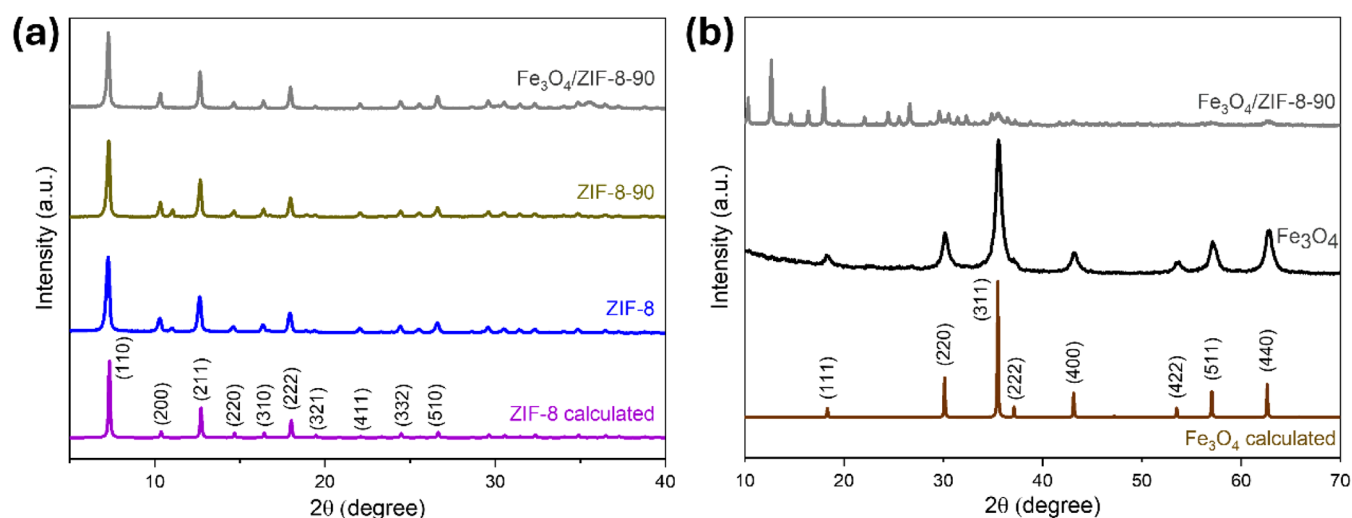 (a)
Intensity (a.u.)
Fe₃O₄/ZIF-8-90
ZIF-8-90
ZIF-8
(110)
(200)
(211)
(220)
(310)
(222)
(321)
(411)
(332)
(510)
ZIF-8 calculated
10 20 30 40
2θ (degree)
(b)
Intensity (a.u.)
Fe₃O₄/ZIF-8-90
Fe₃O₄
(111)
(220)
(311)
(222)
(400)
(422)
(511)
(440)
Fe₃O₄ calculated
10 20 30 40 50 60 70
2θ (degree)